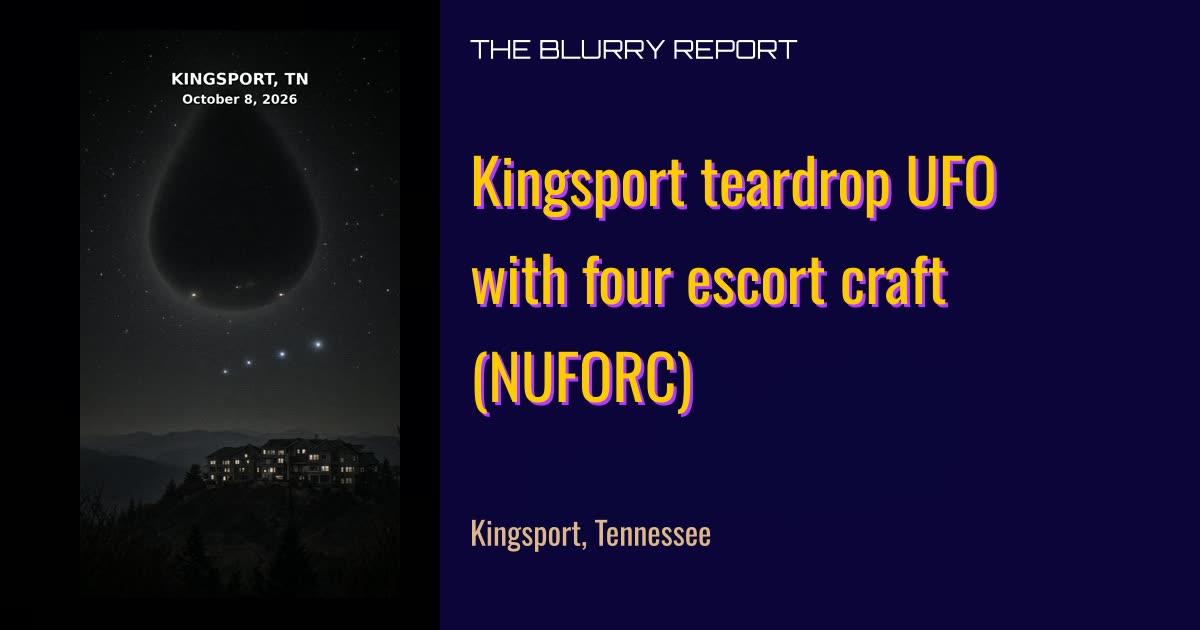 KINGSPORT, TN
October 8, 2026
THE BLURRY REPORT
Kingsport teardrop UFO
with four escort craft
(NUFORC)
Kingsport, Tennessee